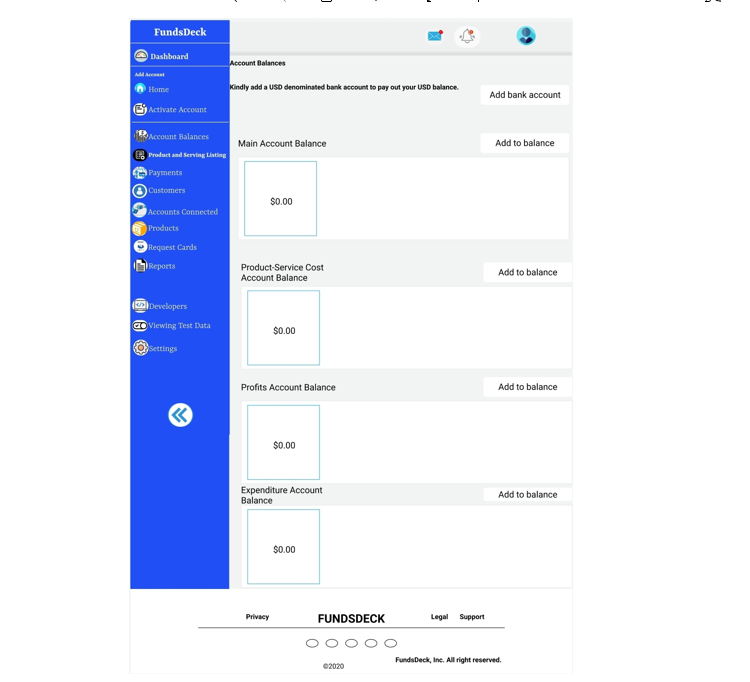 FundsDeck
Dashboard
Add Account
Home
Activate Account
Account Balances
Product and Serving Listing
Payments
Customers
Accounts Connected
Products
Request Cards
Reports
Developers
Viewing Test Data
Settings
Account Balances
Kindly add a USD denominated bank account to pay out your USD balance.
Add bank account
Main Account Balance
Add to balance
$0.00
Product-Service Cost
Account Balance
Add to balance
$0.00
Profits Account Balance
Add to balance
$0.00
Expenditure Account
Balance
Add to balance
$0.00
Privacy
FUNDSDECK
Legal
Support
©2020
FundsDeck, Inc. All right reserved.